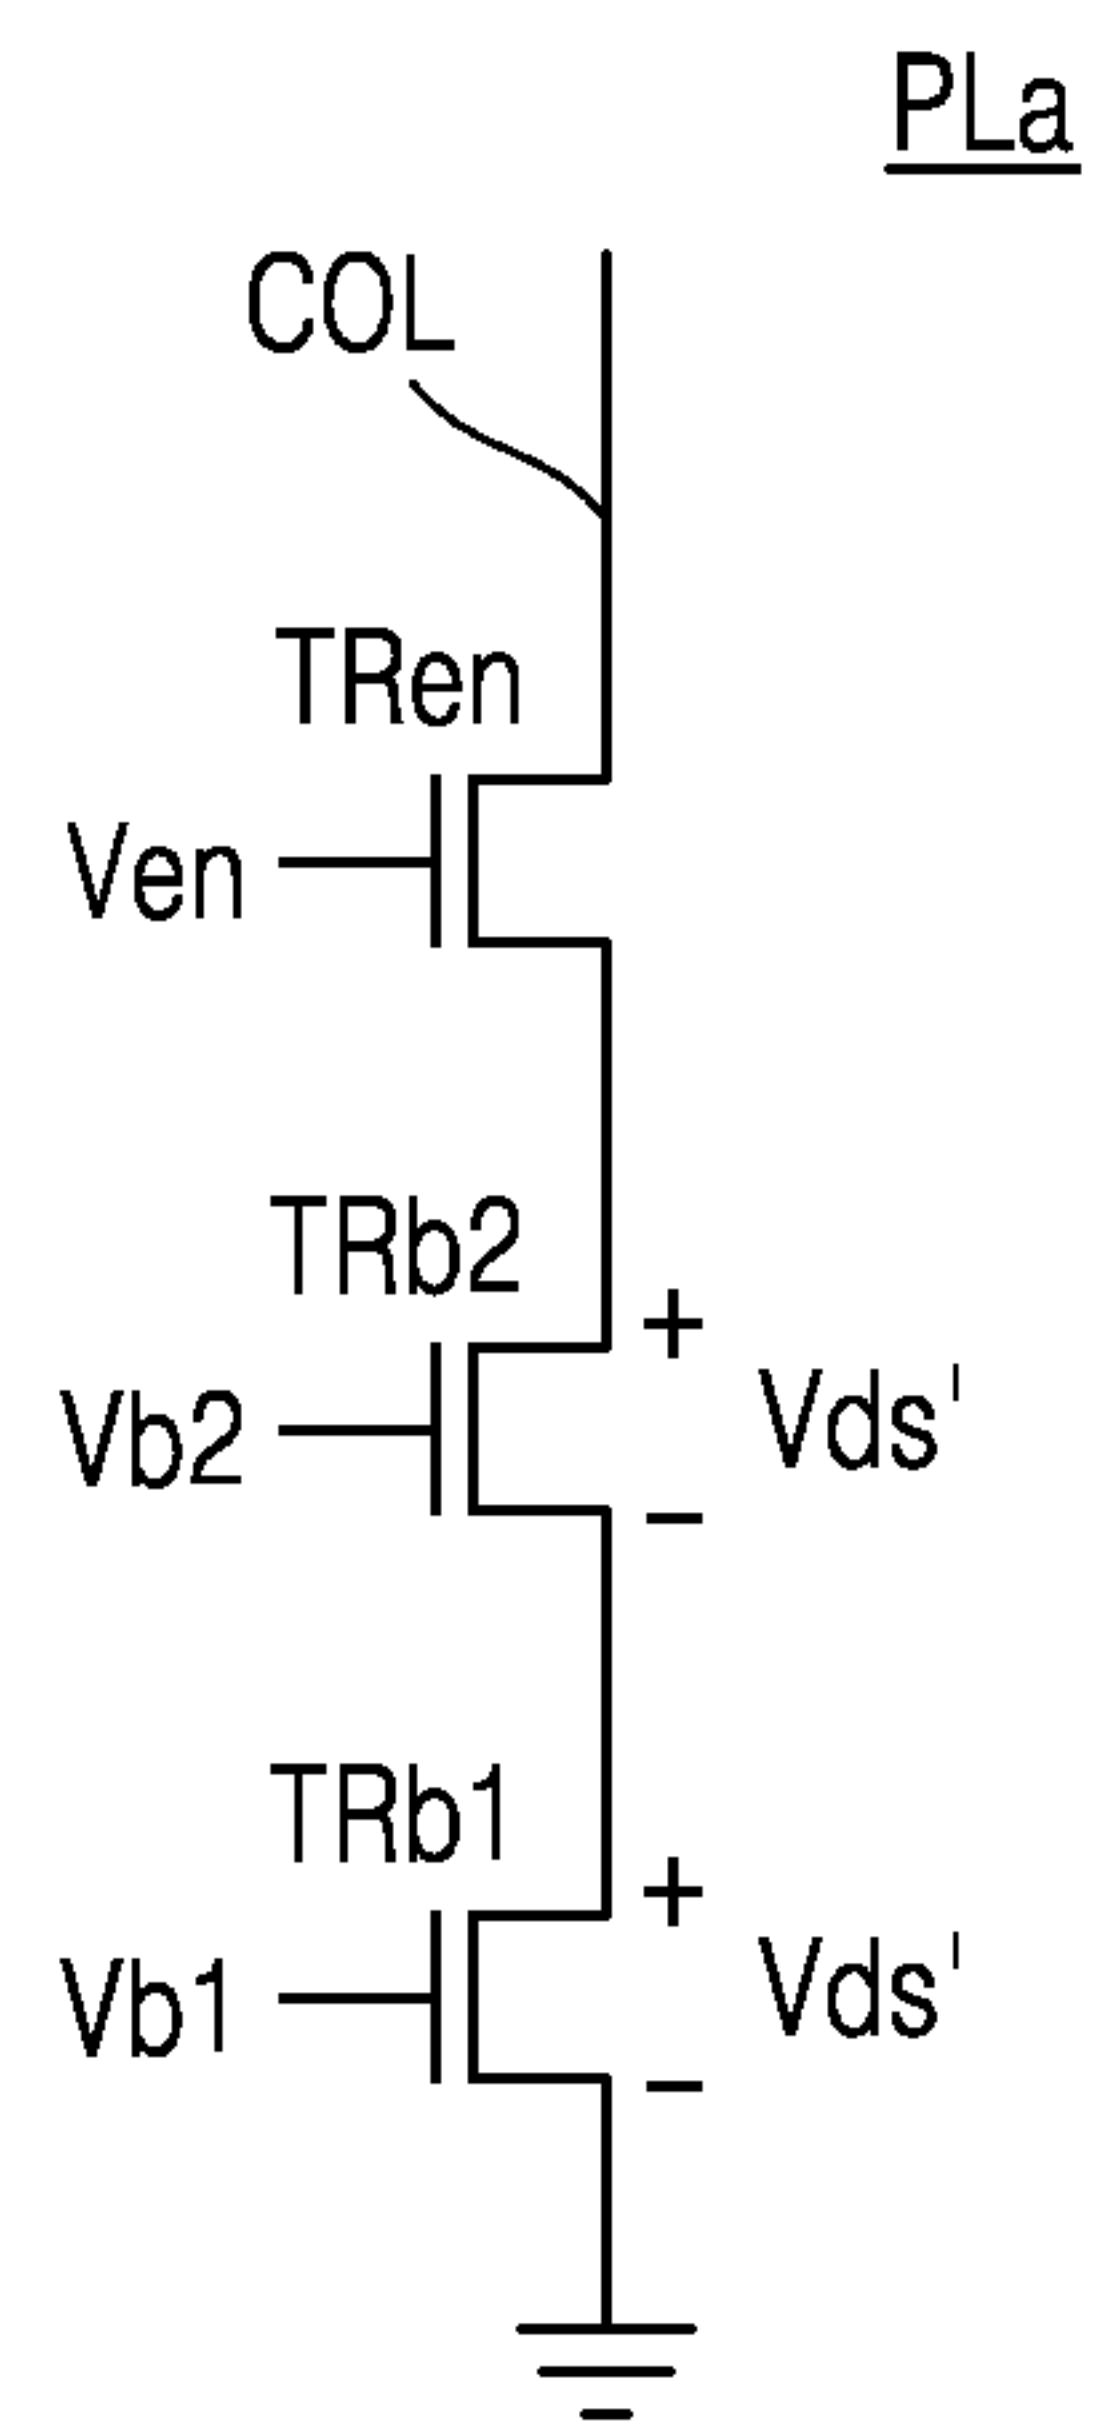 PLa
COL
TRen
Ven
TRb2
+
Vb2
Vds'
−
TRb1
+
Vb1
Vds'
−